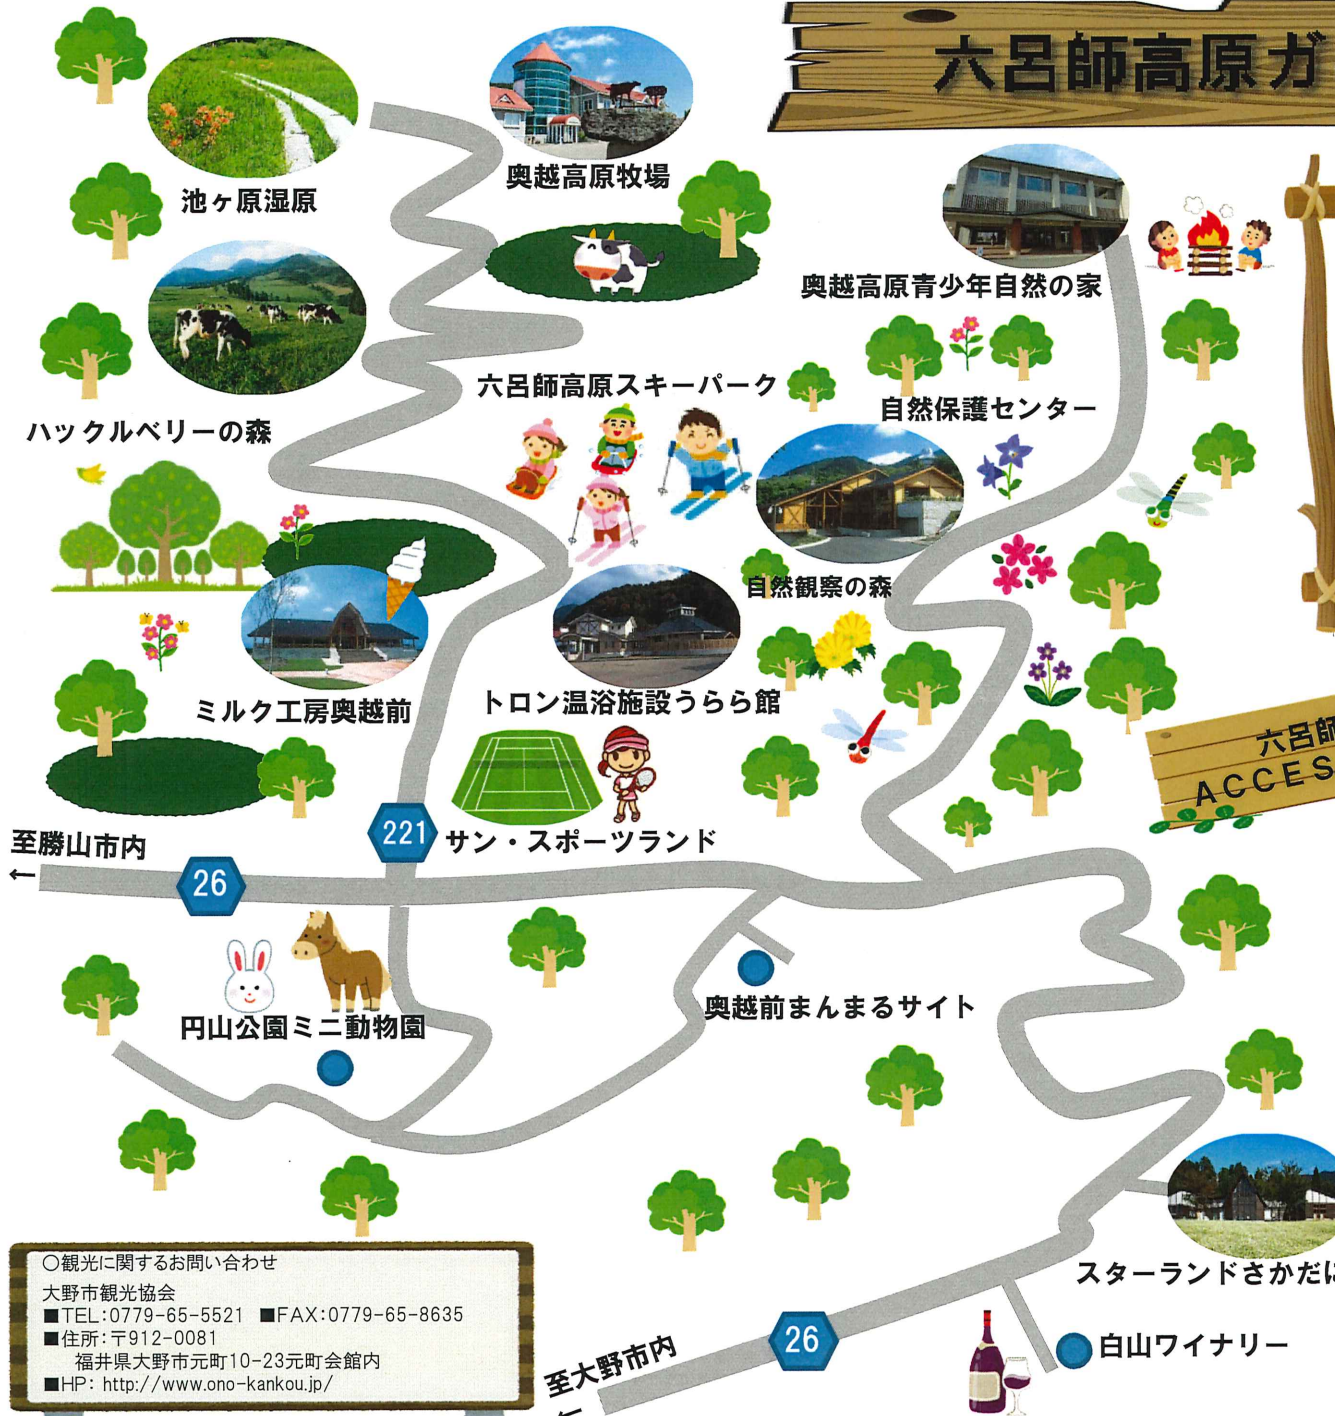 六呂師高原ガ
池ヶ原湿原
奥越高原牧場
奥越高原青少年自然の家
六呂師高原スキーパーク
自然保護センター
ハックルベリーの森
自然観察の森
ミルク工房奥越前
トロン温浴施設うらら館
六呂師
ACCES
221
サン・スポーツランド
至勝山市内
←
26
奥越前まんまるサイト
円山公園ミニ動物園
スターランドさかだに
白山ワイナリー
26
至大野市内
←
○観光に関するお問い合わせ
大野市観光協会
■TEL:0779-65-5521 ■FAX:0779-65-8635
■住所:〒912-0081
福井県大野市元町10-23元町会館内
■HP: http://www.ono-kankou.jp/